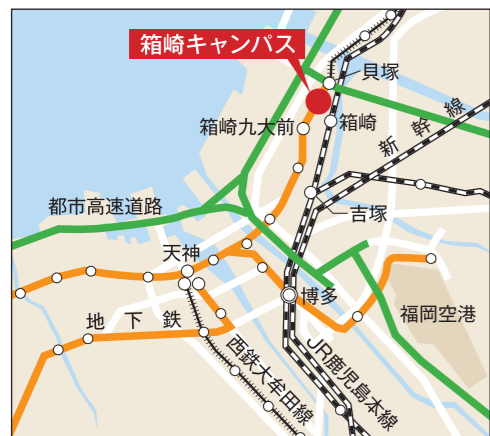 箱崎キャンパス
貝塚
箱崎九大前
箱崎
新幹線
都市高速道路
吉塚
天神
博多
福岡空港
地下鉄
西鉄大牟田線
JR鹿児島本線